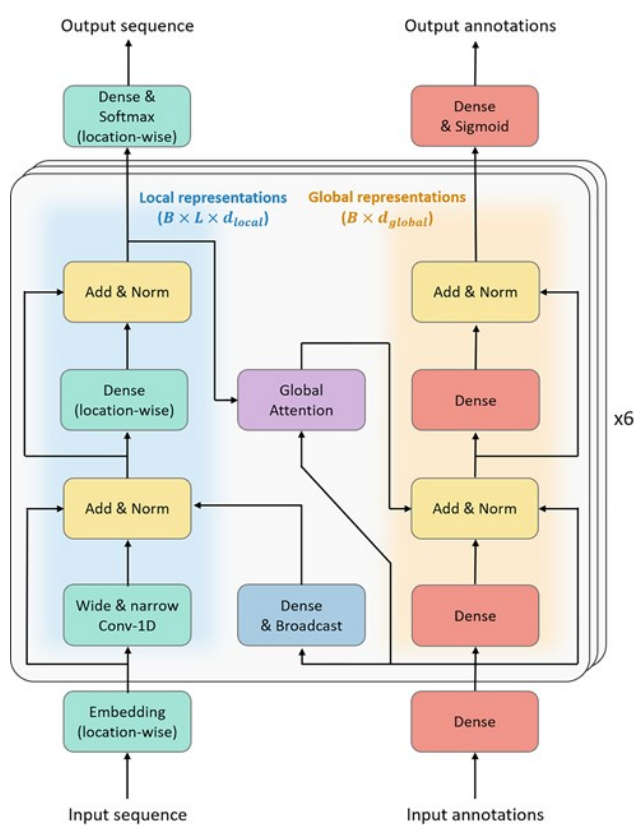 Output sequence
Output annotations
Dense &
Softmax
(location-wise)
Dense
& Sigmoid
Local representations
(B × L × d_local)
Global representations
(B × d_global)
Add & Norm
Add & Norm
Dense
(location-wise)
Global
Attention
Dense
x6
Add & Norm
Add & Norm
Wide & narrow
Conv-1D
Dense
& Broadcast
Dense
Embedding
(location-wise)
Dense
Input sequence
Input annotations